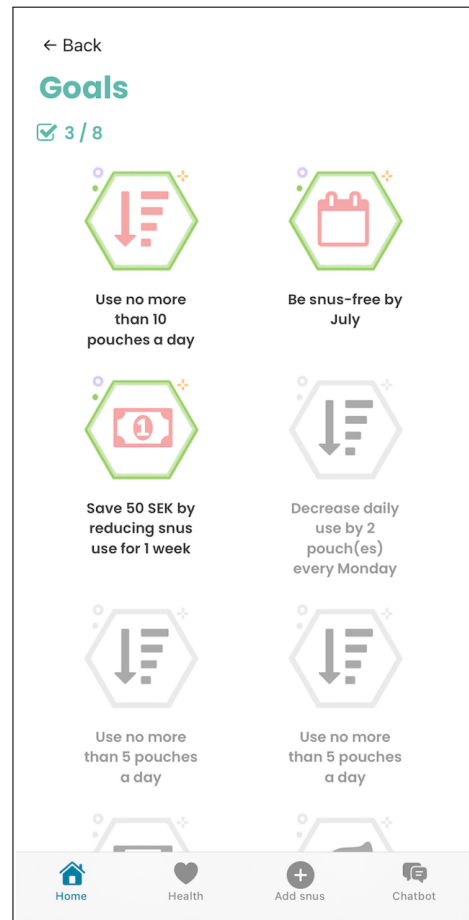 ← Back
Goals
3 / 8
Use no more
than 10
pouches a day
Be snus-free by
July
1
Save 50 SEK by
reducing snus
use for 1 week
Decrease daily
use by 2
pouch(es)
every Monday
Use no more
than 5 pouches
a day
Use no more
than 5 pouches
a day
Home
Health
Add snus
Chatbot